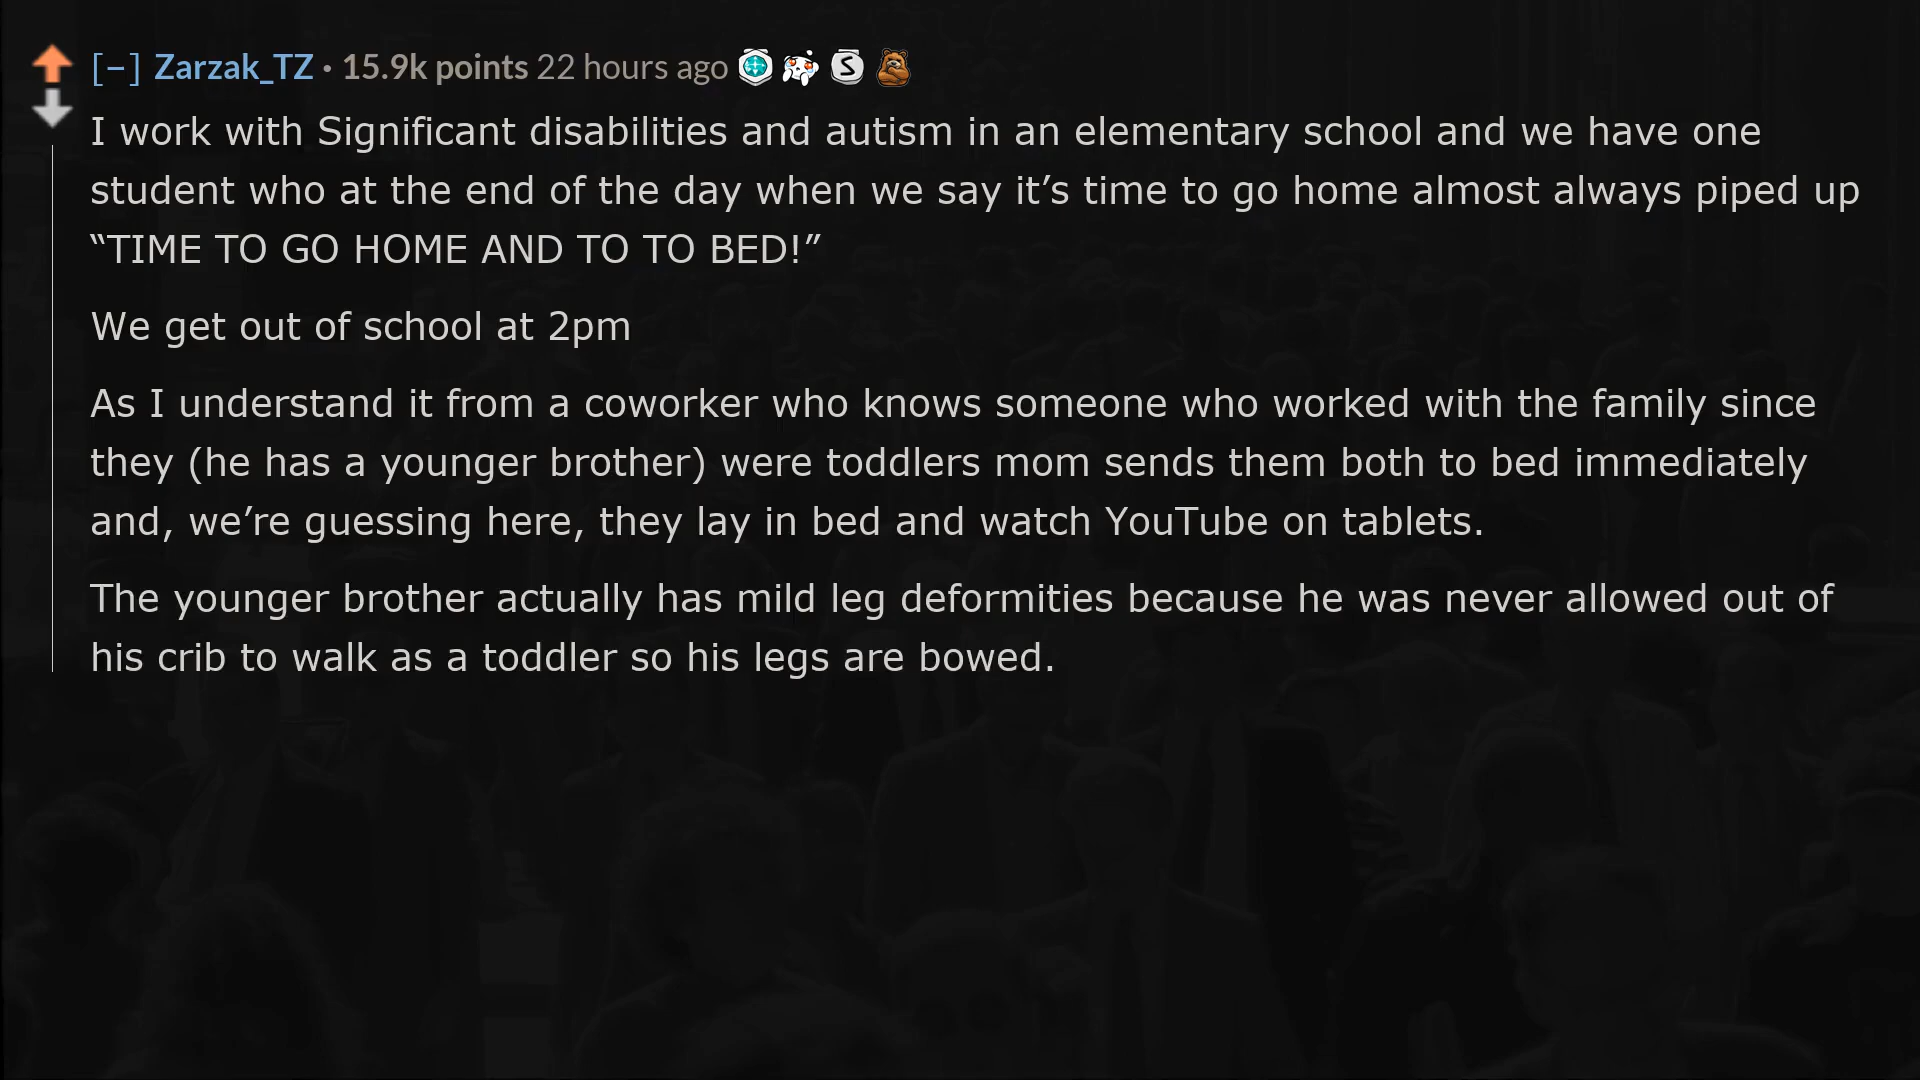 [−] Zarzak_TZ · 15.9k points 22 hours ago
I work with Significant disabilities and autism in an elementary school and we have one
student who at the end of the day when we say it’s time to go home almost always piped up
“TIME TO GO HOME AND TO TO BED!”
We get out of school at 2pm
As I understand it from a coworker who knows someone who worked with the family since
they (he has a younger brother) were toddlers mom sends them both to bed immediately
and, we’re guessing here, they lay in bed and watch YouTube on tablets.
The younger brother actually has mild leg deformities because he was never allowed out of
his crib to walk as a toddler so his legs are bowed.